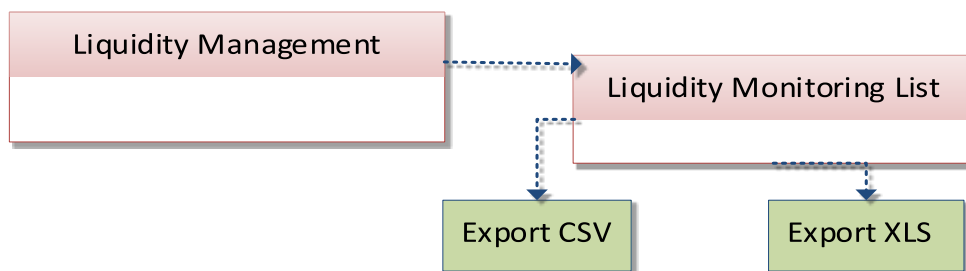 Liquidity Management
Liquidity Monitoring List
Export CSV
Export XLS